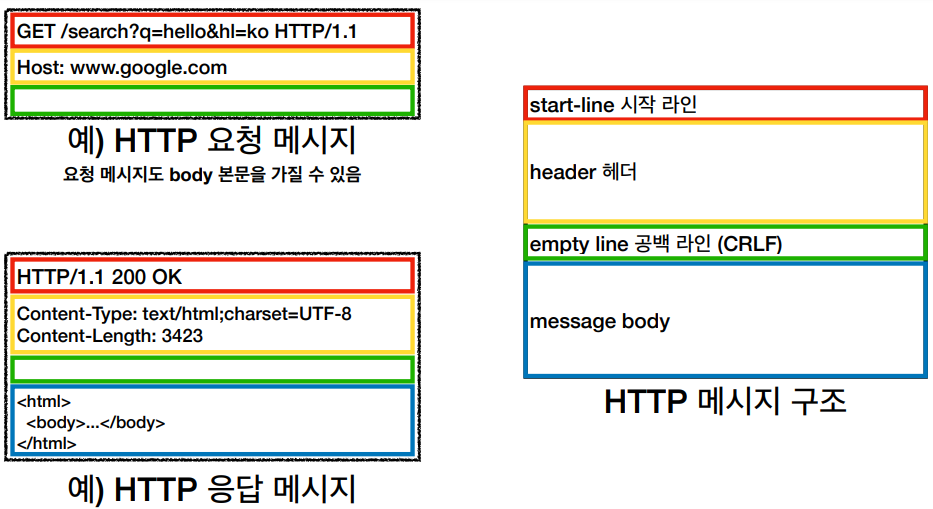 GET /search?q=hello&hl=ko HTTP/1.1
Host: www.google.com
예) HTTP 요청 메시지
요청 메시지도 body 본문을 가질 수 있음
HTTP/1.1 200 OK
Content-Type: text/html;charset=UTF-8
Content-Length: 3423
<html>
<body>...</body>
</html>
예) HTTP 응답 메시지
start-line 시작 라인
header 헤더
empty line 공백 라인 (CRLF)
message body
HTTP 메시지 구조